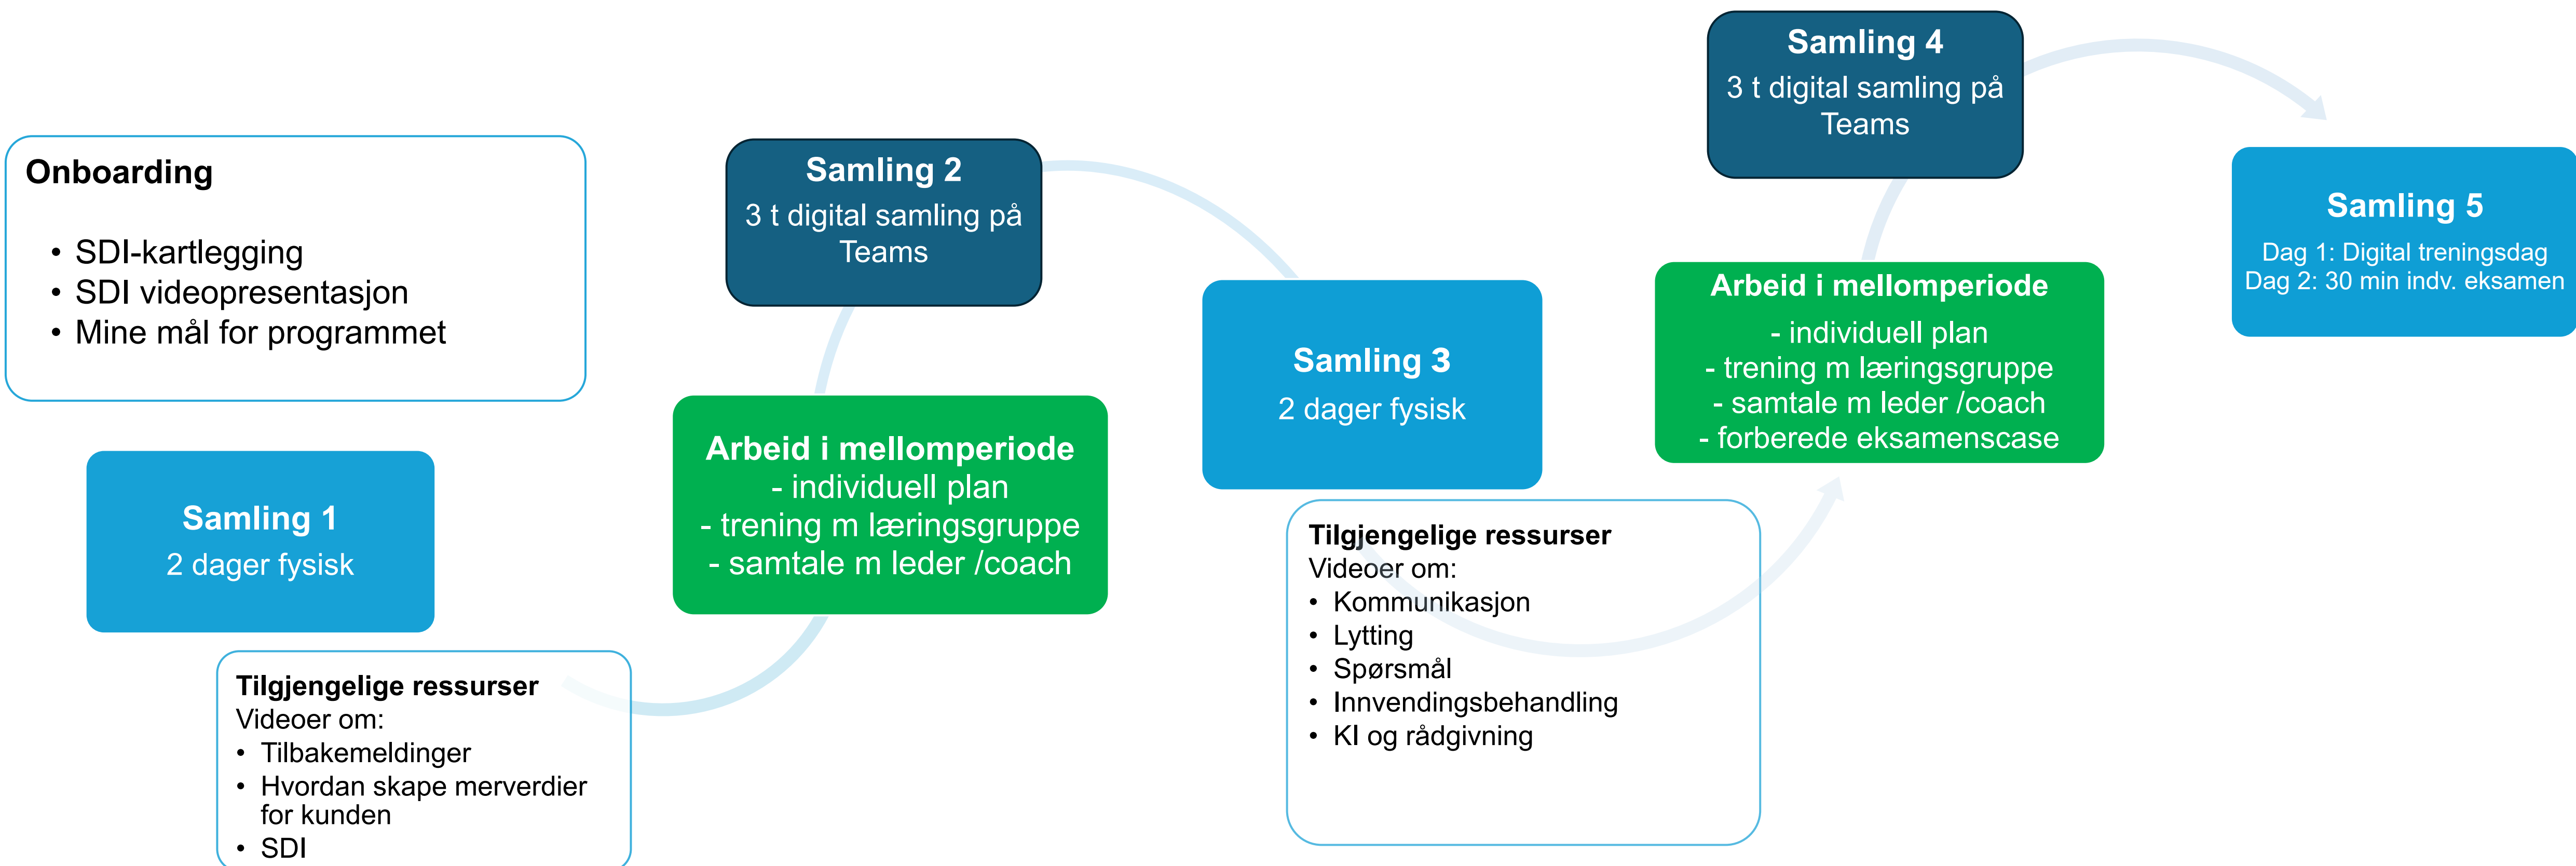 Onboarding
• SDI-kartlegging
• SDI videopresentasjon
• Mine mål for programmet
Samling 1
2 dager fysisk
Tilgjengelige ressurser
Videoer om:
• Tilbakemeldinger
• Hvordan skape merverdier
for kunden
• SDI
Samling 2
3 t digital samling på
Teams
Arbeid i mellomperiode
- individuell plan
- trening m læringsgruppe
- samtale m leder /coach
Samling 3
2 dager fysisk
Tilgjengelige ressurser
Videoer om:
• Kommunikasjon
• Lytting
• Spørsmål
• Innvendingsbehandling
• KI og rådgivning
Samling 4
3 t digital samling på
Teams
Arbeid i mellomperiode
- individuell plan
- trening m læringsgruppe
- samtale m leder /coach
- forberede eksamenscase
Samling 5
Dag 1: Digital treningsdag
Dag 2: 30 min indv. eksamen